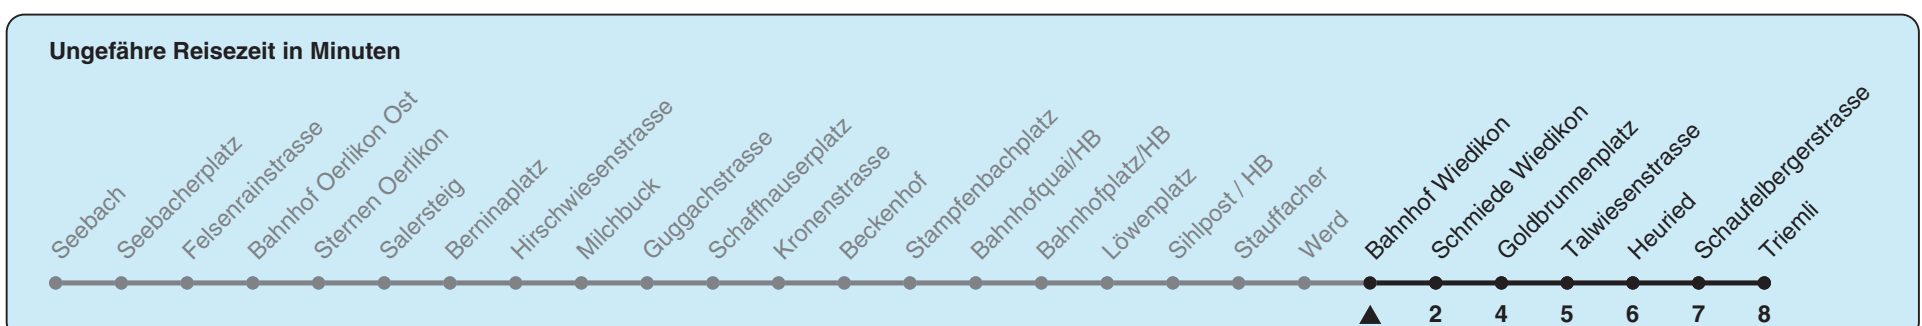 Ungefähre Reisezeit in Minuten
Seebach
Seebacherplatz
Felsenrainstrasse
Bahnhof Oerlikon Ost
Sternen Oerlikon
Salersteig
Berninaplatz
Hirschwiesenstrasse
Milchbuck
Guggachstrasse
Schaffhauserplatz
Kronenstrasse
Beckenhof
Stampfenbachplatz
Bahnhofquai/HB
Bahnhofplatz/HB
Löwenplatz
Sihlpost / HB
Stauffacher
Werd
Bahnhof Wiedikon
Schmiede Wiedikon
Goldbrunnenplatz
Talwiesenstrasse
Heuried
Schaufelbergerstrasse
Triemli
2 4 5 6 7 8